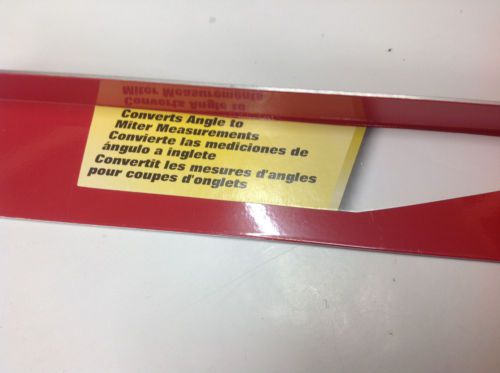 Converts Angle to
Miter Measurements
Convierte las mediciones de
ángulo a inglete
Convertit les mesures d'angles
pour coupes d'onglets